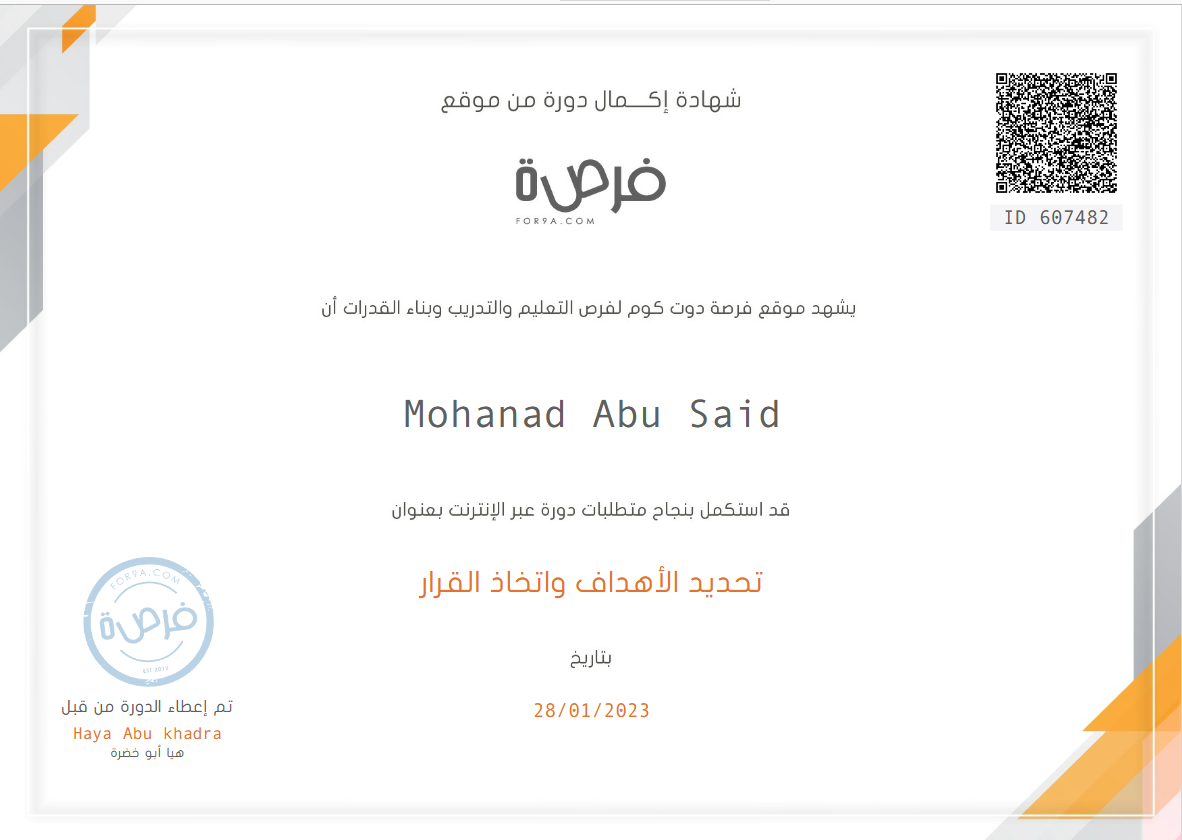 شهادة إكـــمال دورة من موقع
فرصة
FOR9A.COM
ID 607482
يشهد موقع فرصة دوت كوم لفرص التعليم والتدريب وبناء القدرات أن
Mohanad Abu Said
قد استكمل بنجاح متطلبات دورة عبر الإنترنت بعنوان
تحديد الأهداف واتخاذ القرار
بتاريخ
28/01/2023
FOR9A.COM
فرصة
تم إعطاء الدورة من قبل
Haya Abu khadra
هيا أبو خضرة